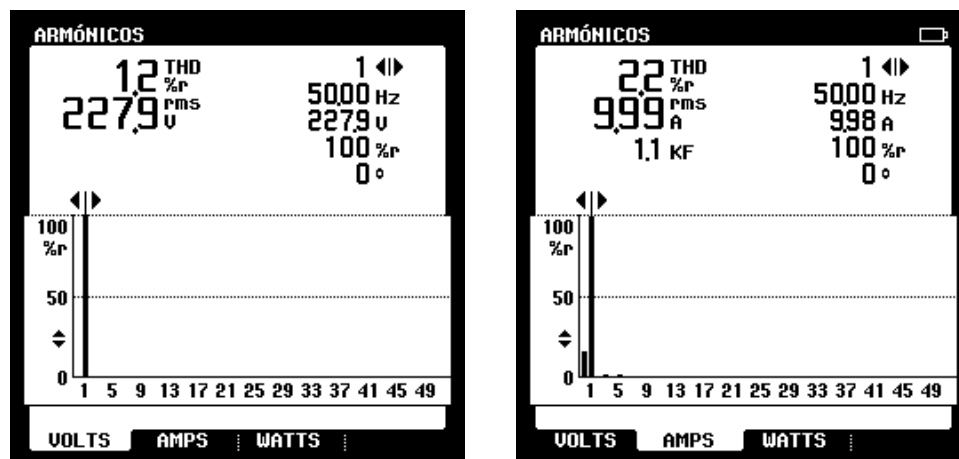 ARMÓNICOS
1,2 THD %r
227,9 rms V
1
50,00 Hz
227,9 V
100 %r
0 °
100
%r
50
0
1 5 9 13 17 21 25 29 33 37 41 45 49
VOLTS AMPS WATTS
ARMÓNICOS
2,2 THD %r
9,99 rms A
1,1 KF
1
50,00 Hz
9,98 A
100 %r
0 °
100
%r
50
0
1 5 9 13 17 21 25 29 33 37 41 45 49
VOLTS AMPS WATTS